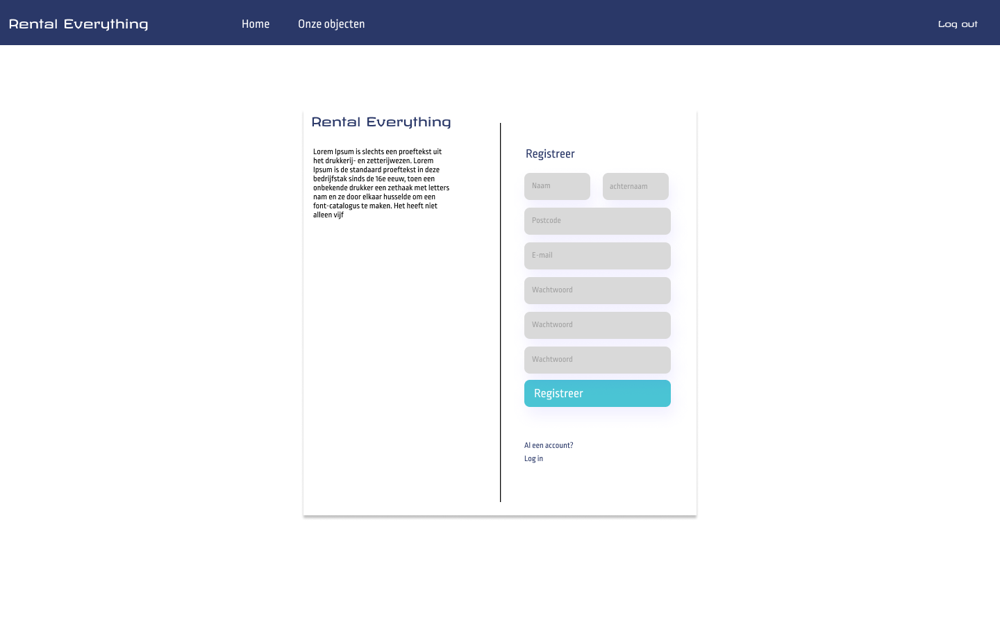 Rental Everything
Home
Onze objecten
Log out
Rental Everything
Lorem Ipsum is slechts een proeftekst uit
het drukkerij- en zetterijwezen. Lorem
Ipsum is de standaard proeftekst in deze
bedrijfstak sinds de 16e eeuw, toen een
onbekende drukker een zethaak met letters
nam en ze door elkaar husselde om een
font-catalogus te maken. Het heeft niet
alleen vijf
Registreer
Naam
achternaam
Postcode
E-mail
Wachtwoord
Wachtwoord
Wachtwoord
Registreer
Al een account?
Log in